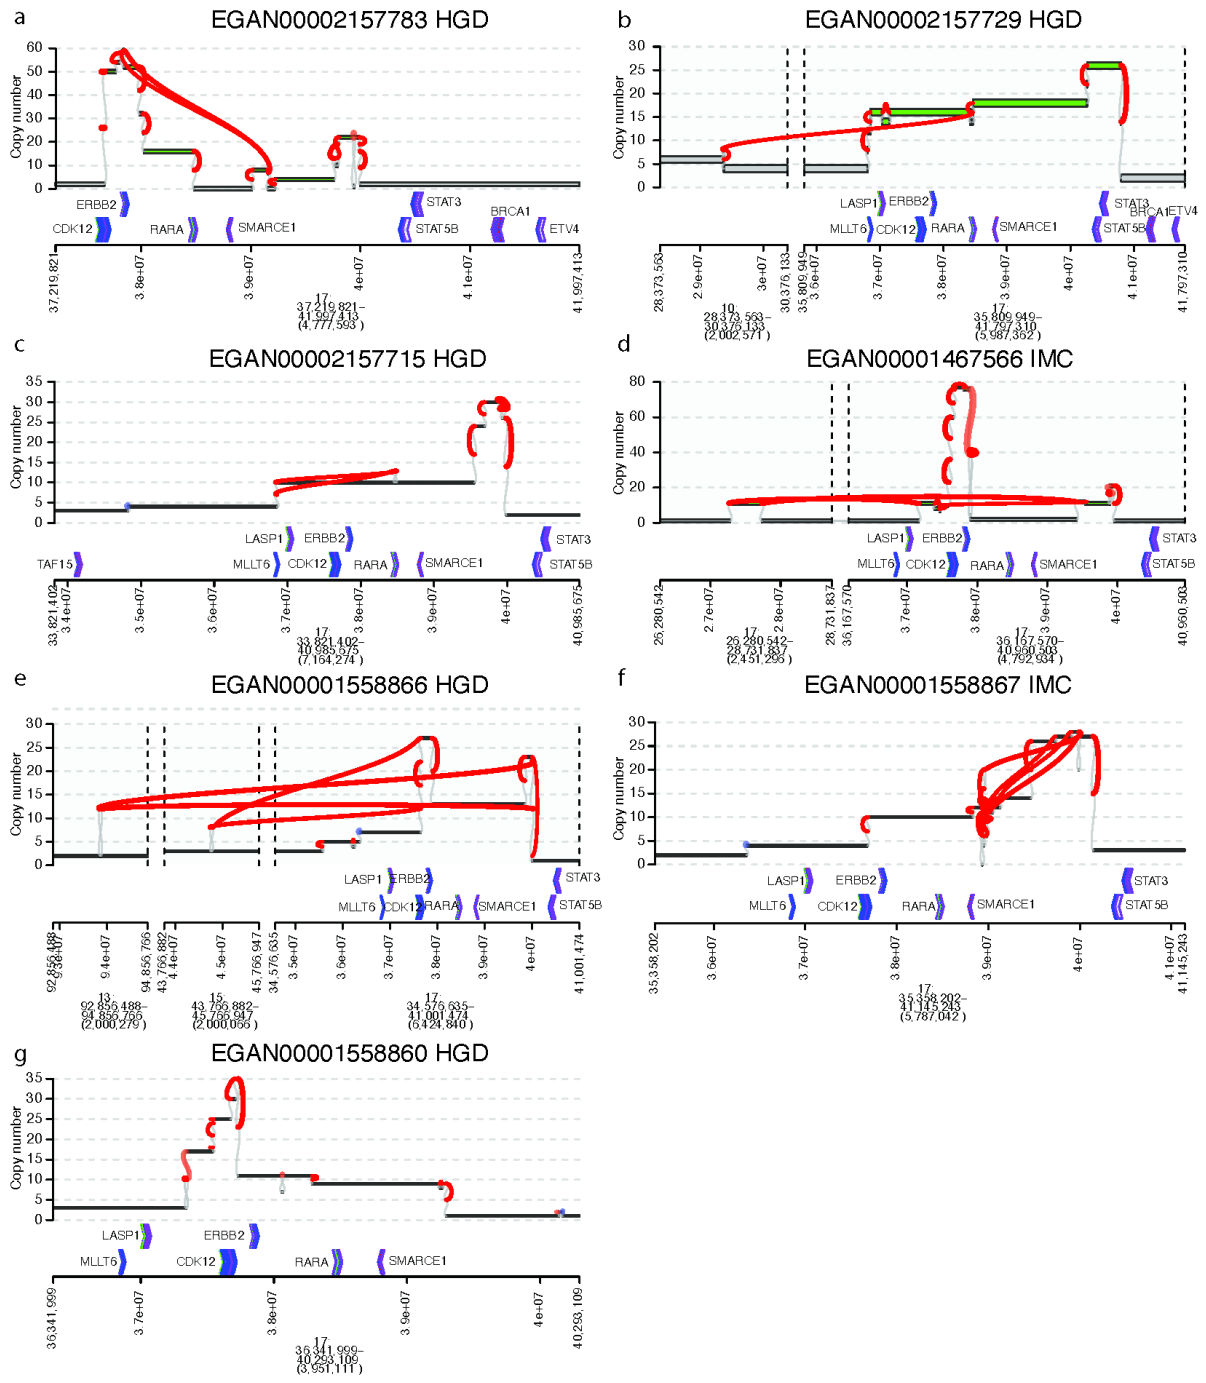 a
EGAN00002157783 HGD
Copy number
60
50
40
30
20
10
0
ERBB2
STAT3
BRCA1
CDK12
RARA
SMARCE1
STAT5B
ETV4
37,219,821
3.8e+07
3.9e+07
4e+07
4.1e+07
41,997,413
17:
37,219,821-
41,997,413
(4,777,593)
b
EGAN00002157729 HGD
Copy number
30
25
20
15
10
5
0
LASP1
ERBB2
STAT3
BRCA1
ETV4
MLLT6
CDK12
RARA
SMARCE1
STAT5B
28,373,563
2.9e+07
3e+07
30,376,133
35,809,949
3.6e+07
3.7e+07
3.8e+07
3.9e+07
4e+07
4.1e+07
41,797,310
10:
28,373,563-
30,376,133
(2,002,571)
17:
35,809,949-
41,797,310
(5,987,362)
c
EGAN00002157715 HGD
Copy number
35
30
25
20
15
10
5
0
LASP1
ERBB2
STAT3
TAF15
MLLT6
CDK12
RARA
SMARCE1
STAT5B
33,821,402
3.4e+07
3.5e+07
3.6e+07
3.7e+07
3.8e+07
3.9e+07
4e+07
40,985,675
17:
33,821,402-
40,985,675
(7,164,274)
d
EGAN00001467566 IMC
Copy number
80
60
40
20
0
LASP1
ERBB2
STAT3
MLLT6
CDK12
RARA
SMARCE1
STAT5B
26,280,542
2.7e+07
2.8e+07
28,731,837
36,167,570
3.7e+07
3.8e+07
3.9e+07
4e+07
40,960,503
17:
26,280,542-
28,731,837
(2,451,296)
17:
36,167,570-
40,960,503
(4,792,934)
e
EGAN00001558866 HGD
Copy number
30
25
20
15
10
5
0
LASP1
ERBB2
STAT3
MLLT6
CDK12
RARA
SMARCE1
STAT5B
92,856,488
9.3e+07
9.4e+07
94,856,766
43,766,882
4.4e+07
4.5e+07
45,766,947
34,576,635
3.5e+07
3.6e+07
3.7e+07
3.8e+07
3.9e+07
4e+07
41,001,474
13:
92,856,488-
94,856,766
(2,000,279)
15:
43,766,882-
45,766,947
(2,000,066)
17:
34,576,635-
41,001,474
(6,424,840)
f
EGAN00001558867 IMC
Copy number
30
25
20
15
10
5
0
LASP1
ERBB2
STAT3
MLLT6
CDK12
RARA
SMARCE1
STAT5B
35,358,202
3.6e+07
3.7e+07
3.8e+07
3.9e+07
4e+07
4.1e+07
41,145,243
17:
35,358,202-
41,145,243
(5,787,042)
g
EGAN00001558860 HGD
Copy number
35
30
25
20
15
10
5
0
LASP1
ERBB2
MLLT6
CDK12
RARA
SMARCE1
36,341,999
3.7e+07
3.8e+07
3.9e+07
4e+07
40,293,109
17:
36,341,999-
40,293,109
(3,951,111)